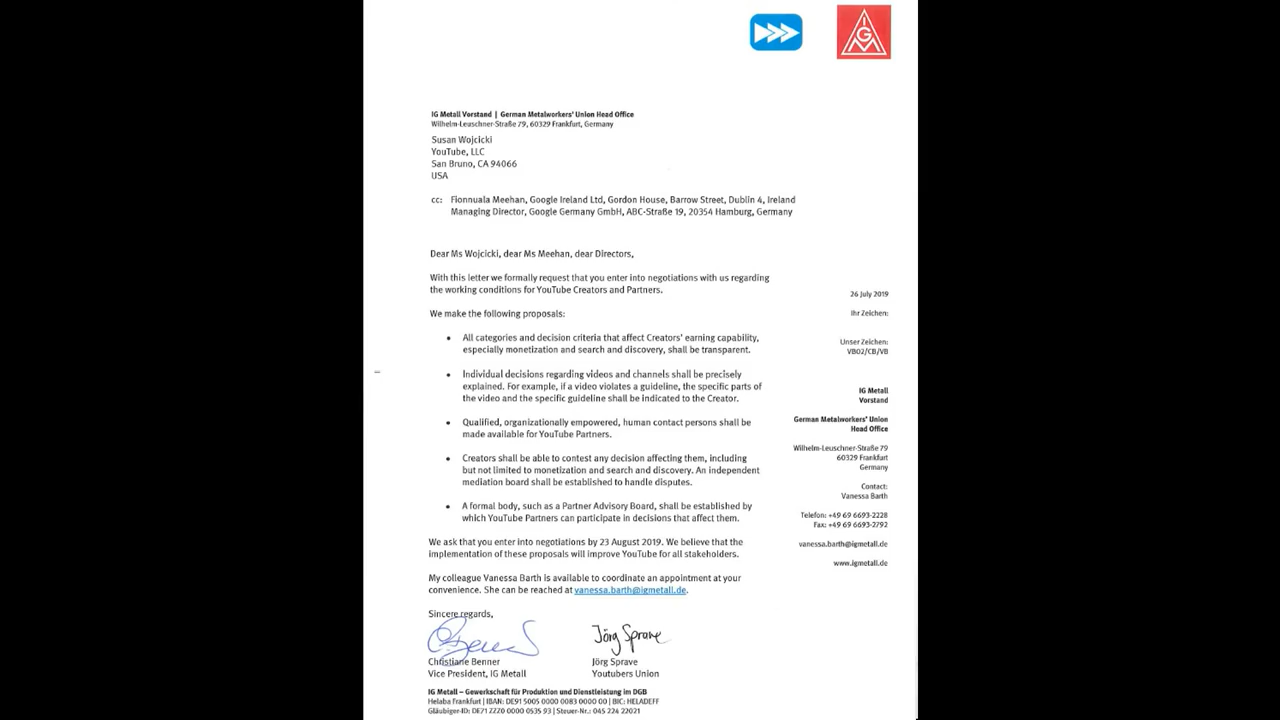 IG Metall Vorstand | German Metalworkers' Union Head Office
Wilhelm-Leuschner-Straße 79, 60329 Frankfurt, Germany
Susan Wojcicki
YouTube, LLC
San Bruno, CA 94066
USA
cc: Fionnuala Meehan, Google Ireland Ltd, Gordon House, Barrow Street, Dublin 4, Ireland
Managing Director, Google Germany GmbH, ABC-Straße 19, 20354 Hamburg, Germany
Dear Ms Wojcicki, dear Ms Meehan, dear Directors,
With this letter we formally request that you enter into negotiations with us regarding
the working conditions for YouTube Creators and Partners.
We make the following proposals:
• All categories and decision criteria that affect Creators' earning capability,
especially monetization and search and discovery, shall be transparent.
• Individual decisions regarding videos and channels shall be precisely
explained. For example, if a video violates a guideline, the specific parts of
the video and the specific guideline shall be indicated to the Creator.
• Qualified, organizationally empowered, human contact persons shall be
made available for YouTube Partners.
• Creators shall be able to contest any decision affecting them, including
but not limited to monetization and search and discovery. An independent
mediation board shall be established to handle disputes.
• A formal body, such as a Partner Advisory Board, shall be established by
which YouTube Partners can participate in decisions that affect them.
We ask that you enter into negotiations by 23 August 2019. We believe that the
implementation of these proposals will improve YouTube for all stakeholders.
My colleague Vanessa Barth is available to coordinate an appointment at your
convenience. She can be reached at vanessa.barth@igmetall.de.
Sincere regards,
Jörg Sprave
Christiane Benner
Vice President, IG Metall
Jörg Sprave
Youtubers Union
IG Metall – Gewerkschaft für Produktion und Dienstleistung im DGB
Helaba Frankfurt | IBAN: DE91 5005 0000 0083 0000 00 | BIC: HELADEFF
Gläubiger-ID: DE71 ZZZ0 0000 0535 93 | Steuer-Nr.: 045 224 22021
IGM
26 July 2019
Ihr Zeichen:
Unser Zeichen:
VB02/CB/VB
IG Metall
Vorstand
German Metalworkers' Union
Head Office
Wilhelm-Leuschner-Straße 79
60329 Frankfurt
Germany
Contact:
Vanessa Barth
Telefon: +49 69 6693-2228
Fax: +49 69 6693-2792
vanessa.barth@igmetall.de
www.igmetall.de